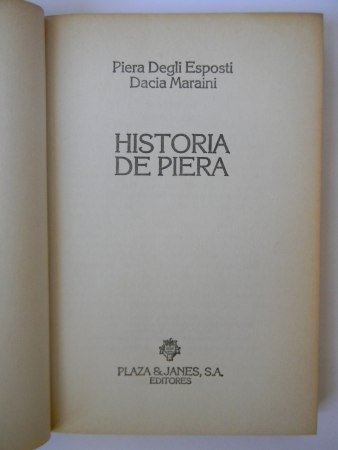 Piera Degli Esposti
Dacia Maraini
HISTORIA
DE PIERA
PLAZA & JANES, S.A.
EDITORES